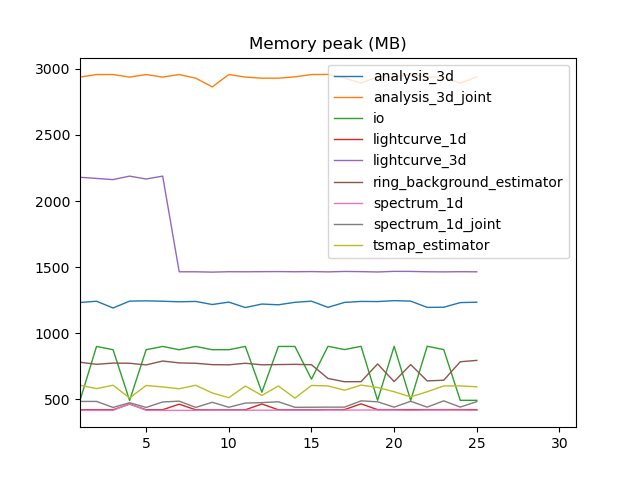 Memory peak (MB)
3000
2500
2000
1500
1000
500
5
10
15
20
25
30
analysis_3d
analysis_3d_joint
io
lightcurve_1d
lightcurve_3d
ring_background_estimator
spectrum_1d
spectrum_1d_joint
tsmap_estimator